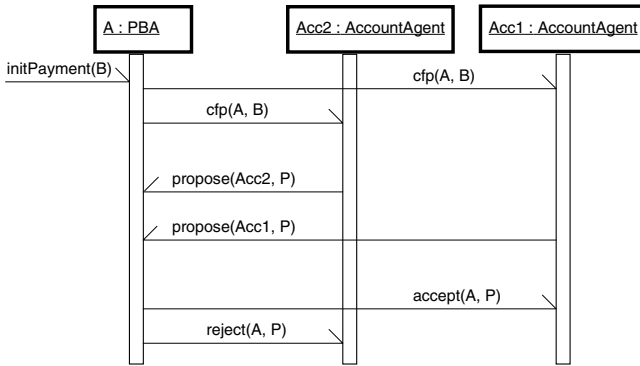 A : PBA
Acc2 : AccountAgent
Acc1 : AccountAgent
initPayment(B)
cfp(A, B)
cfp(A, B)
propose(Acc2, P)
propose(Acc1, P)
accept(A, P)
reject(A, P)